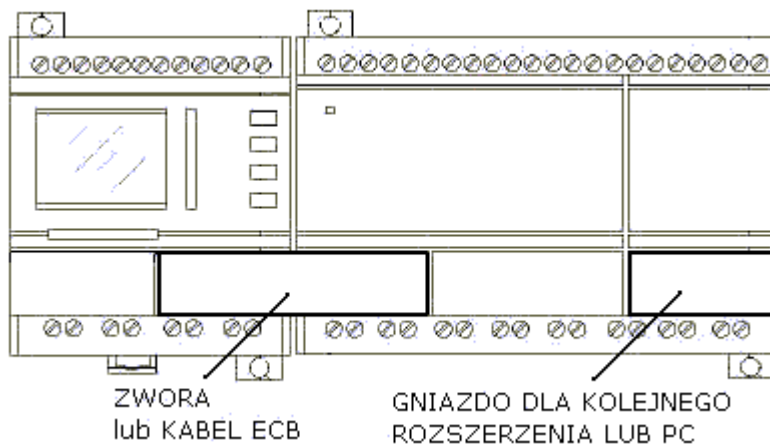 ZWORA
lub KABEL ECB
GNIAZDO DLA KOLEJNEGO
ROZSZERZENIA LUB PC